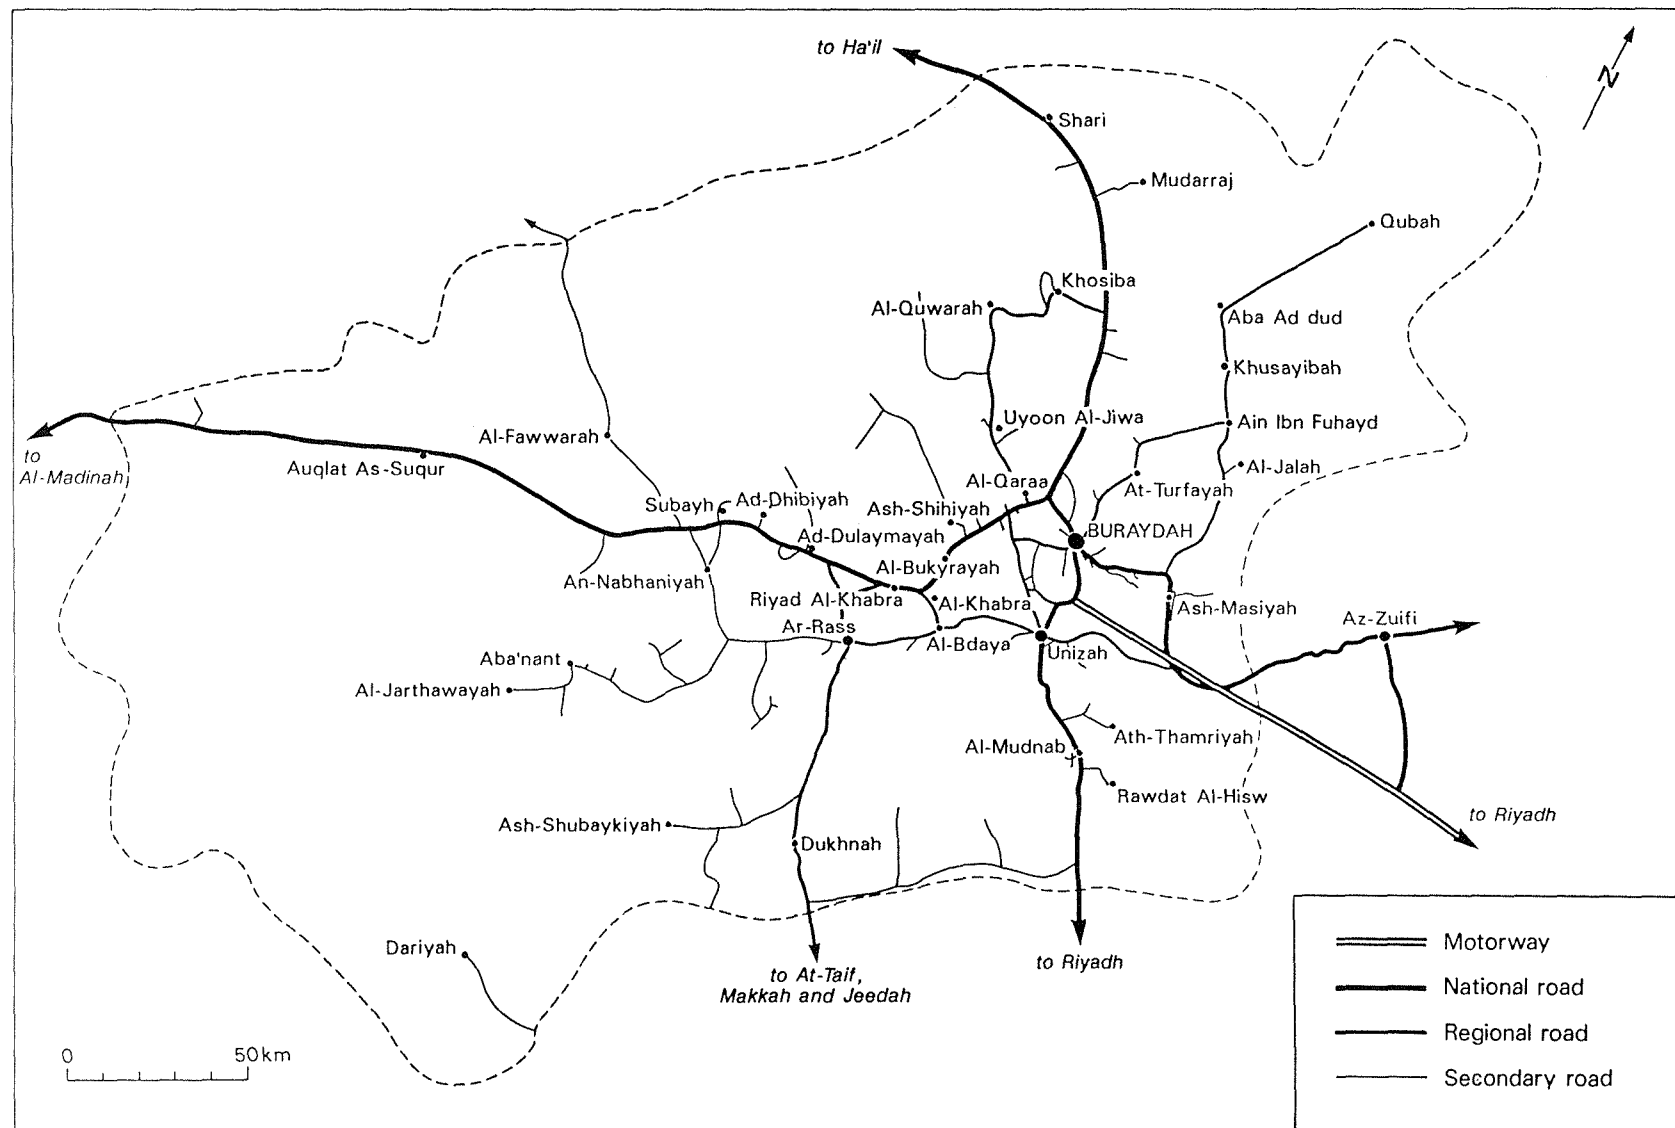 to Ha'il
N
Shari
Mudarraj
Qubah
Khosiba
Al-Quwarah
Aba Ad dud
Khusayibah
Uyoon Al-Jiwa
Ain Ibn Fuhayd
Al-Fawwarah
to
Al-Madinah
Auqlat As-Suqur
Al-Jalah
Al-Qaraa
At-Turfayah
Subayh
Ad-Dhibiyah
Ash-Shihiyah
BURAYDAH
Ad-Dulaymayah
Al-Bukyrayah
An-Nabhaniyah
Riyad Al-Khabra
Al-Khabra
Ash-Masiyah
Az-Zuifi
Ar-Rass
Al-Bdaya
Unizah
Aba'nant
Al-Jarthawayah
Ath-Thamriyah
Al-Mudnab
Rawdat Al-Hisw
to Riyadh
Ash-Shubaykiyah
Dukhnah
Dariyah
to Riyadh
to At-Taif,
Makkah and Jeedah
0 50km
Motorway
National road
Regional road
Secondary road